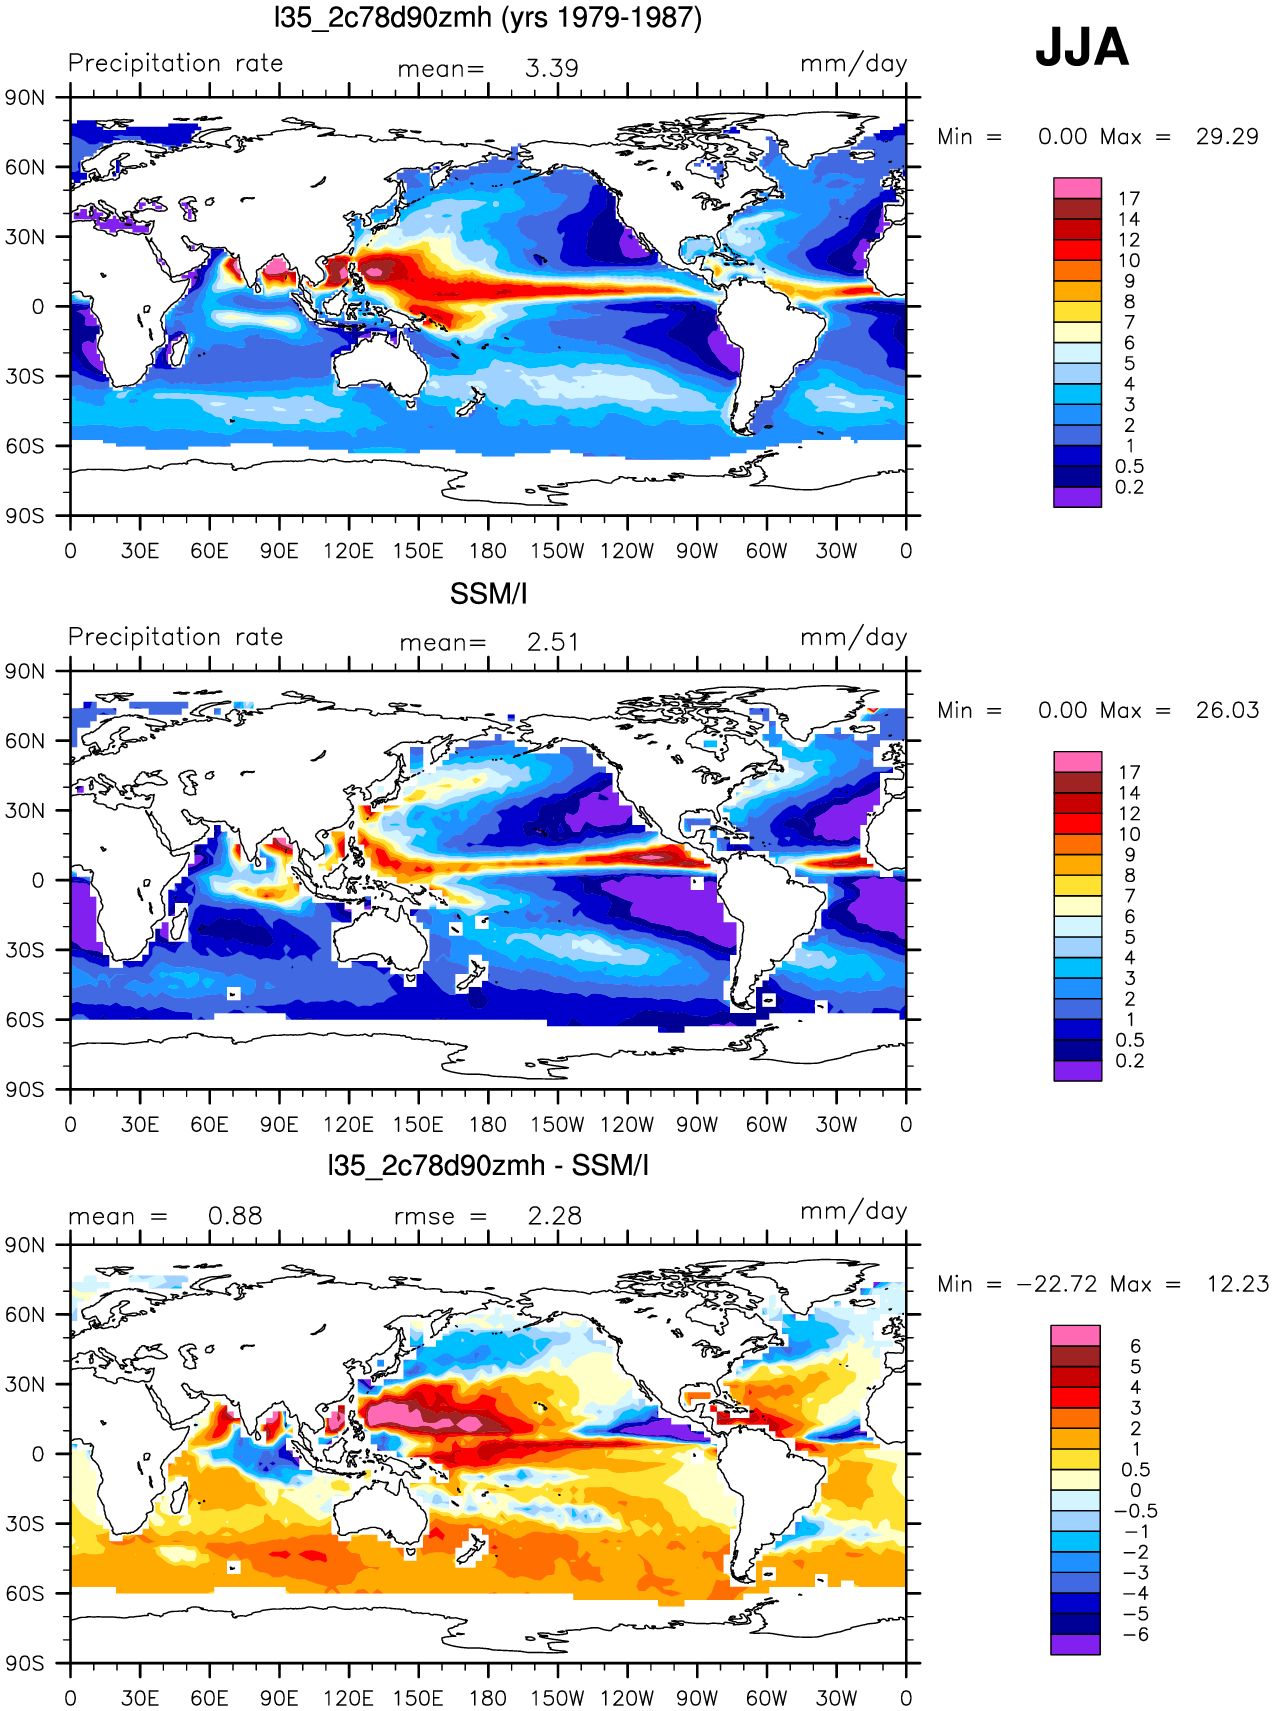 l35_2c78d90zmh (yrs 1979-1987)
JJA
Precipitation rate mean= 3.39 mm/day
Min = 0.00 Max = 29.29
90N
60N
30N
0
30S
60S
90S
0 30E 60E 90E 120E 150E 180 150W 120W 90W 60W 30W 0
17
14
12
10
9
8
7
6
5
4
3
2
1
0.5
0.2
SSM/I
Precipitation rate mean= 2.51 mm/day
Min = 0.00 Max = 26.03
90N
60N
30N
0
30S
60S
90S
0 30E 60E 90E 120E 150E 180 150W 120W 90W 60W 30W 0
17
14
12
10
9
8
7
6
5
4
3
2
1
0.5
0.2
l35_2c78d90zmh - SSM/I
mean = 0.88 rmse = 2.28 mm/day
Min = −22.72 Max = 12.23
90N
60N
30N
0
30S
60S
90S
0 30E 60E 90E 120E 150E 180 150W 120W 90W 60W 30W 0
6
5
4
3
2
1
0.5
0
−0.5
−1
−2
−3
−4
−5
−6